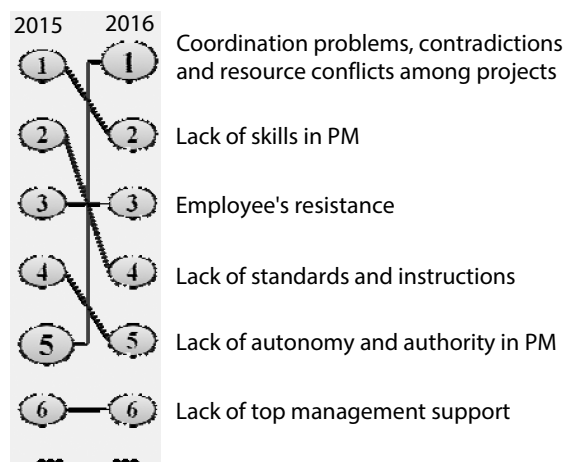 2015 2016
1 1 Coordination problems, contradictions
and resource conflicts among projects
2 2 Lack of skills in PM
3 3 Employee's resistance
4 4 Lack of standards and instructions
5 5 Lack of autonomy and authority in PM
6 6 Lack of top management support
... ...